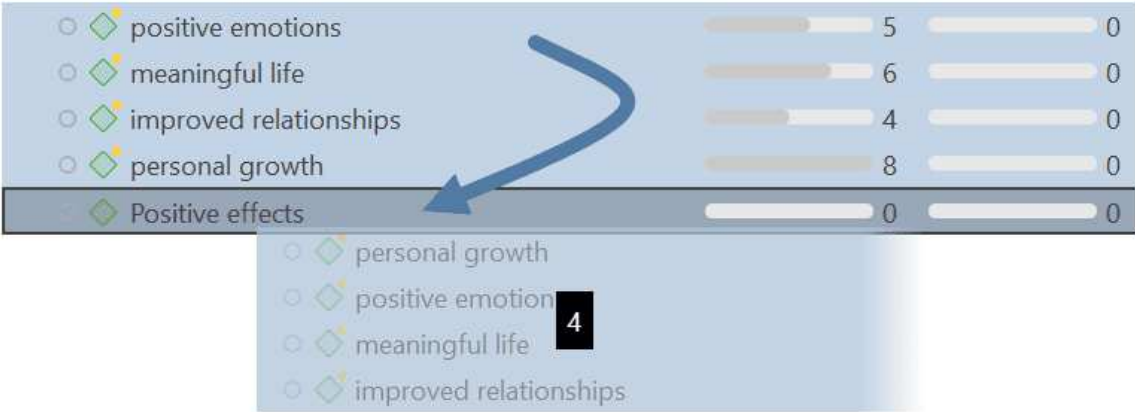 positive emotions 5 0
meaningful life 6 0
improved relationships 4 0
personal growth 8 0
Positive effects 0 0
personal growth
positive emotion
4
meaningful life
improved relationships